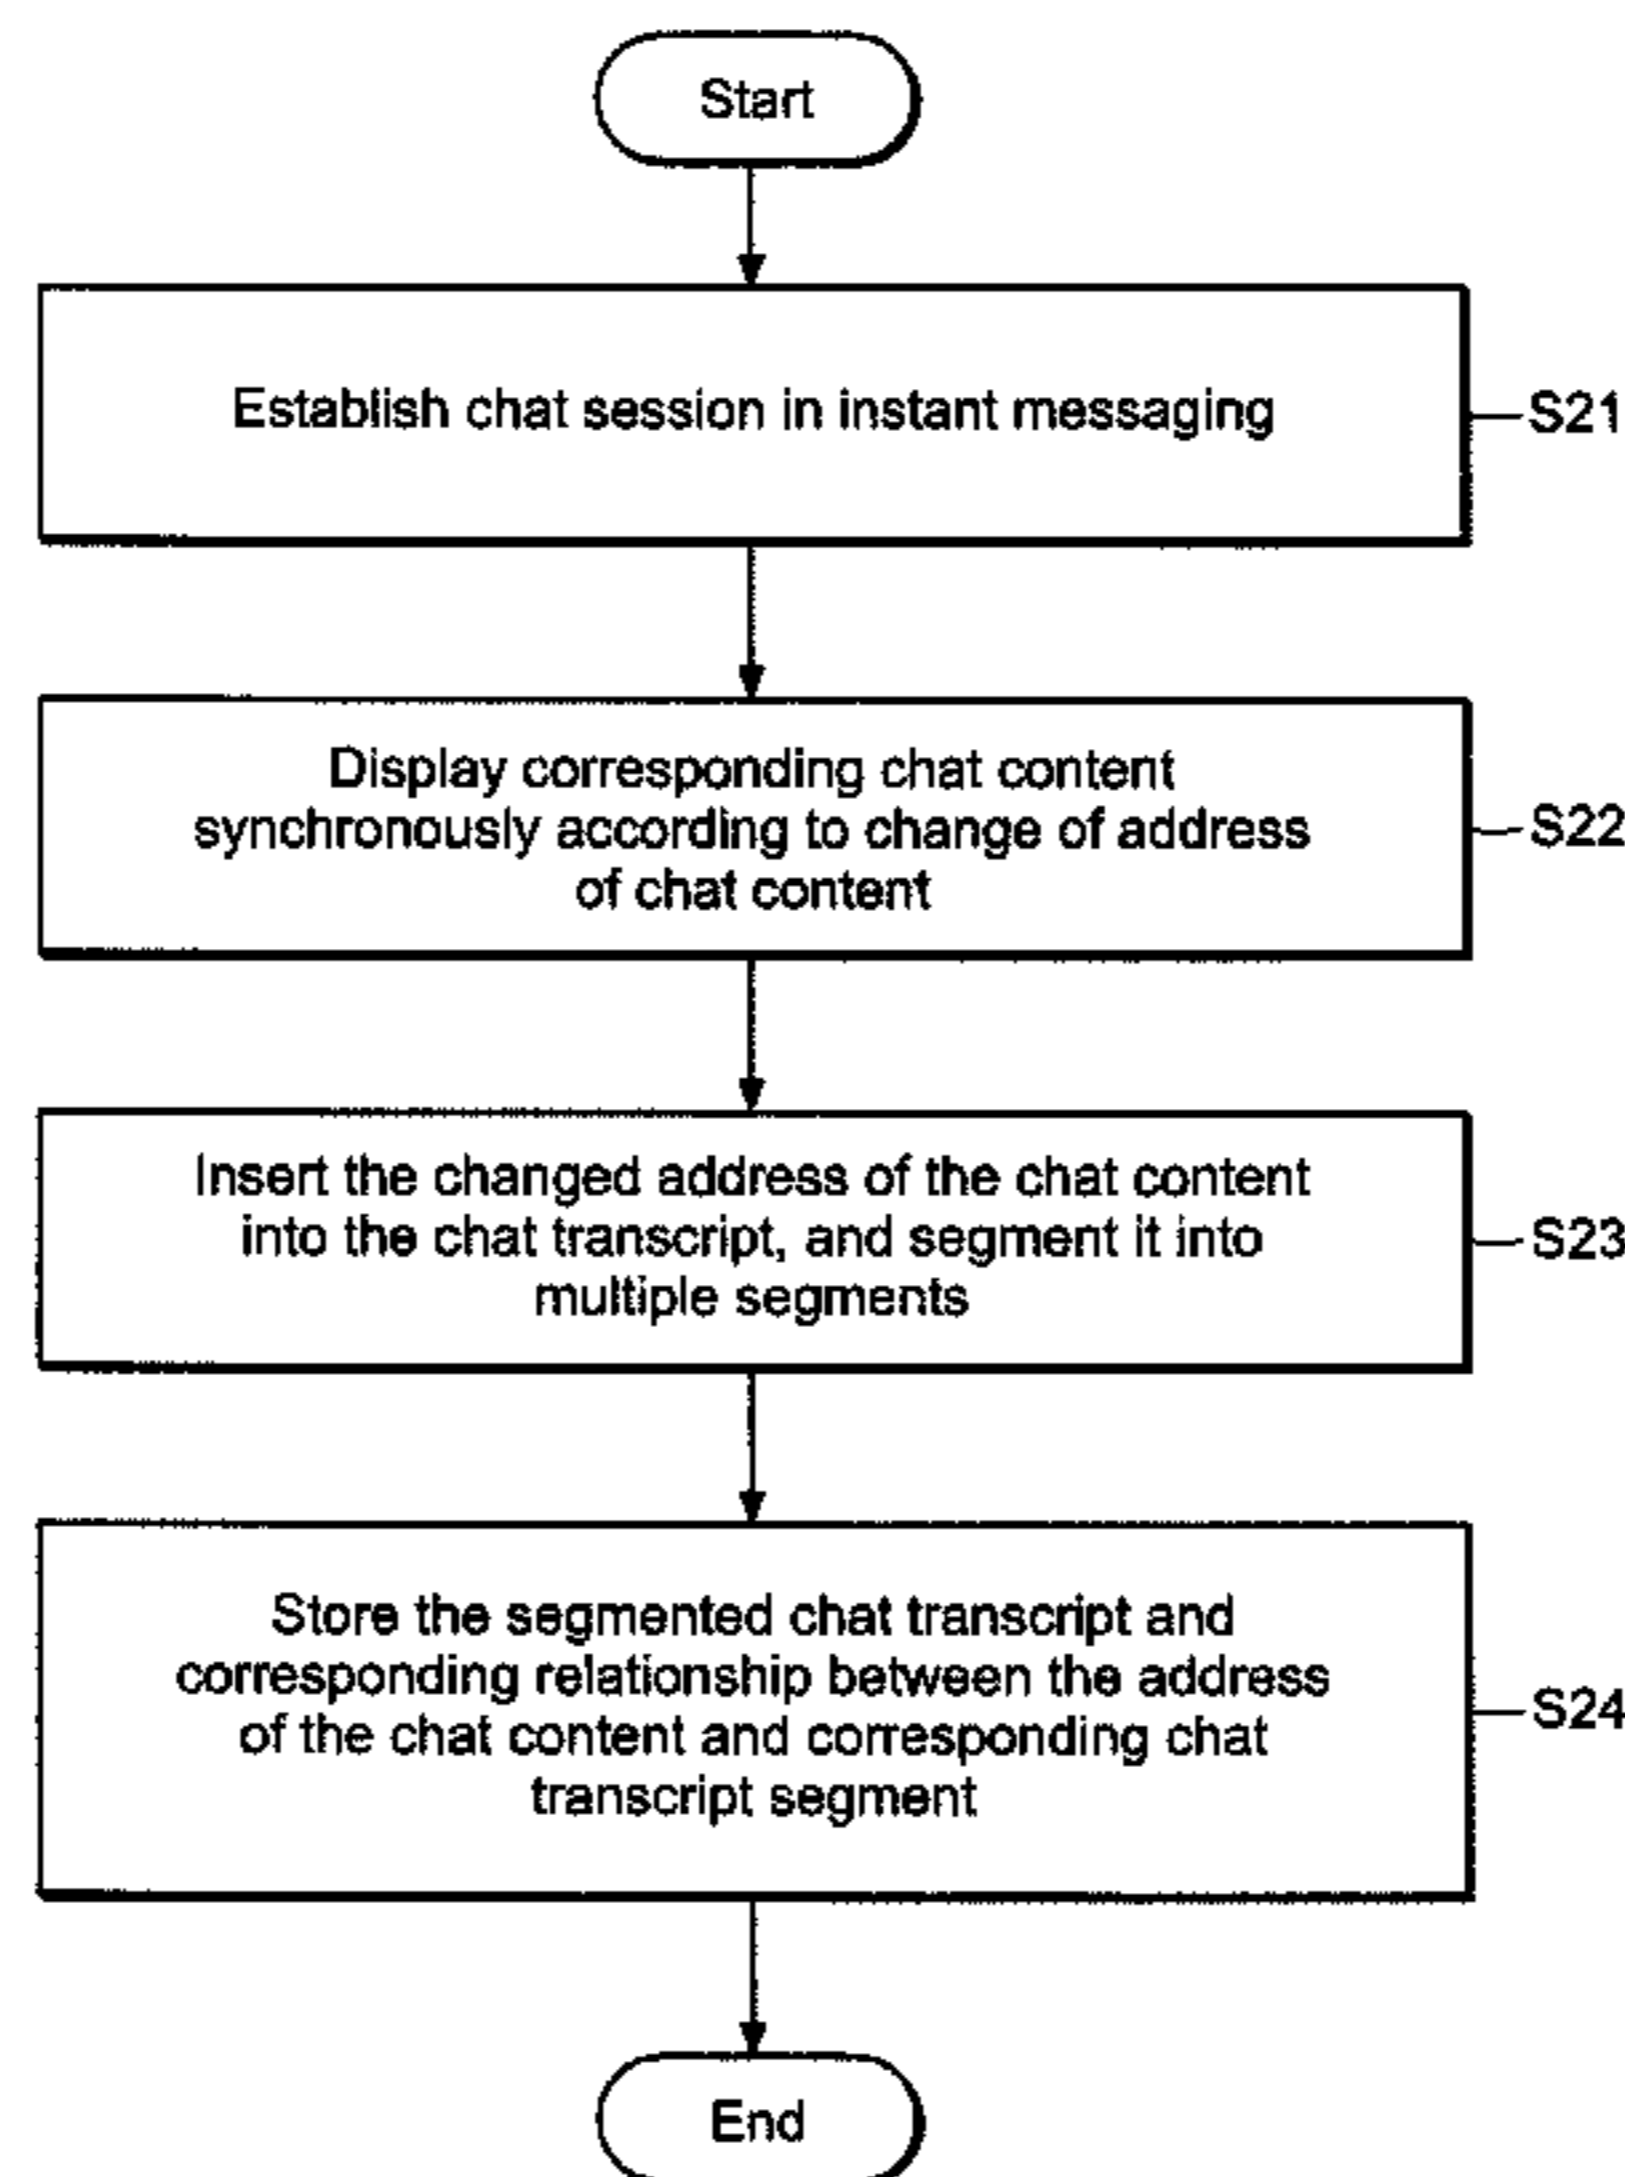 Start
Establish chat session in instant messaging
S21
Display corresponding chat content
synchronously according to change of address
of chat content
S22
Insert the changed address of the chat content
into the chat transcript, and segment it into
multiple segments
S23
Store the segmented chat transcript and
corresponding relationship between the address
of the chat content and corresponding chat
transcript segment
S24
End